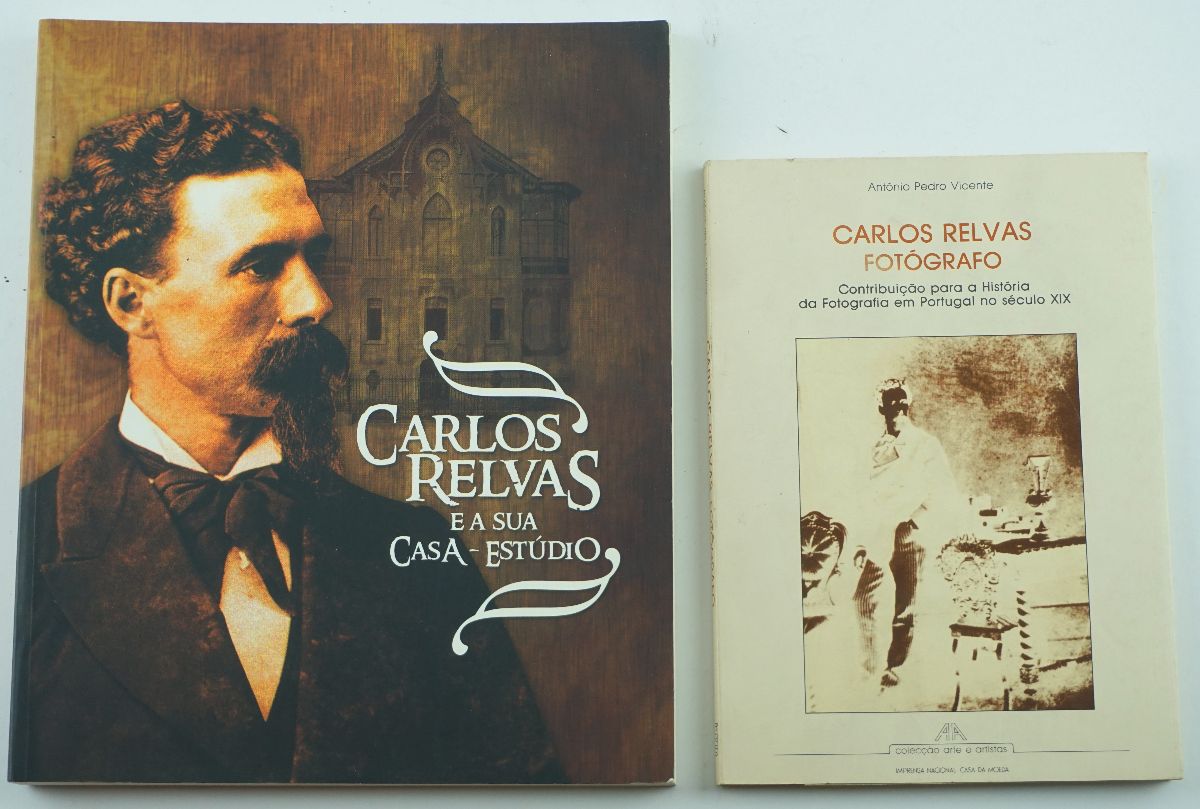 CARLOS
RELVAS
E A SUA
CASA-ESTÚDIO
António Pedro Vicente
CARLOS RELVAS
FOTÓGRAFO
Contribuição para a História
da Fotografia em Portugal no século XIX
colecção arte e artistas
IMPRENSA NACIONAL CASA DA MOEDA